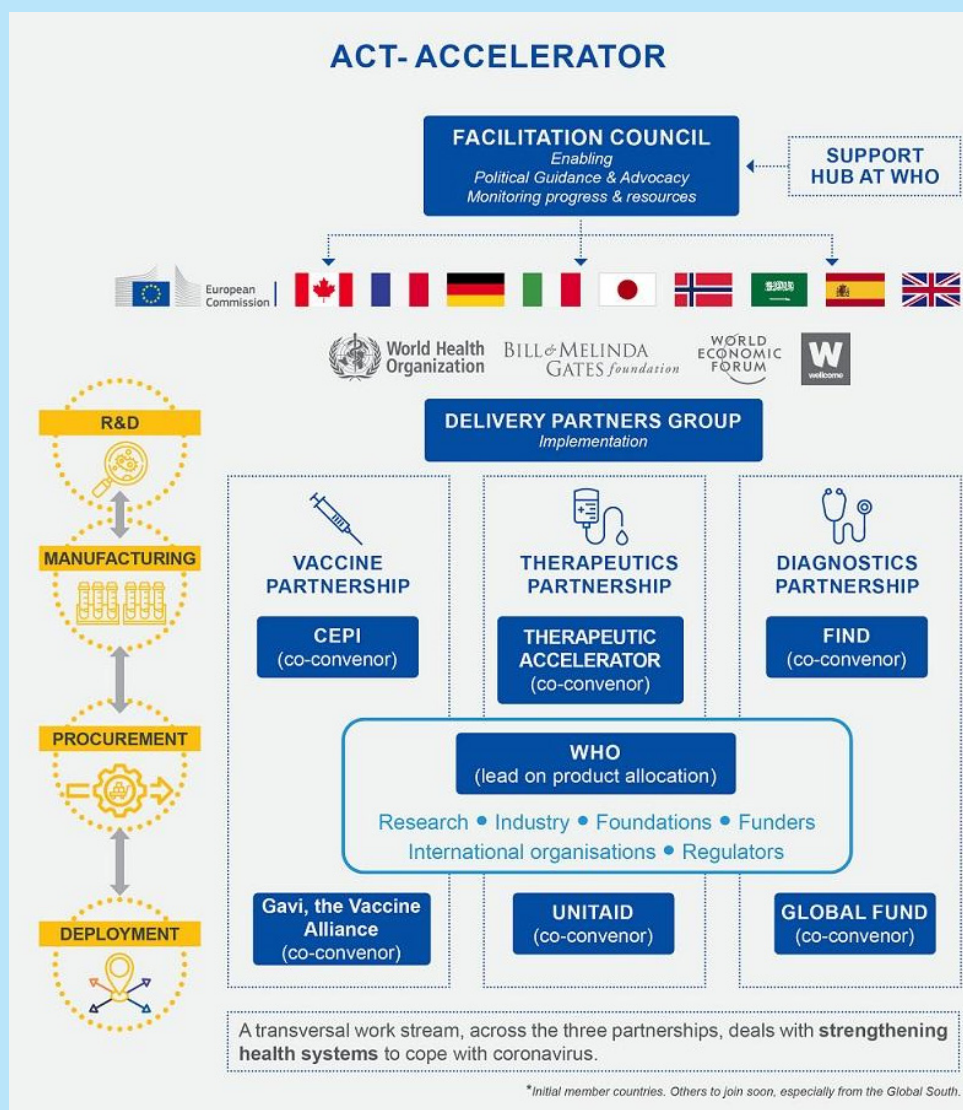 ACT- ACCELERATOR
FACILITATION COUNCIL
Enabling
Political Guidance & Advocacy
Monitoring progress & resources
SUPPORT
HUB AT WHO
European
Commission
World Health
Organization
BILL & MELINDA
GATES foundation
WORLD
ECONOMIC
FORUM
W
wellcome
DELIVERY PARTNERS GROUP
Implementation
R&D
MANUFACTURING
PROCUREMENT
DEPLOYMENT
VACCINE
PARTNERSHIP
THERAPEUTICS
PARTNERSHIP
DIAGNOSTICS
PARTNERSHIP
CEPI
(co-convenor)
THERAPEUTIC
ACCELERATOR
(co-convenor)
FIND
(co-convenor)
WHO
(lead on product allocation)
Research • Industry • Foundations • Funders
International organisations • Regulators
Gavi, the Vaccine
Alliance
(co-convenor)
UNITAID
(co-convenor)
GLOBAL FUND
(co-convenor)
A transversal work stream, across the three partnerships, deals with strengthening
health systems to cope with coronavirus.
*Initial member countries. Others to join soon, especially from the Global South.